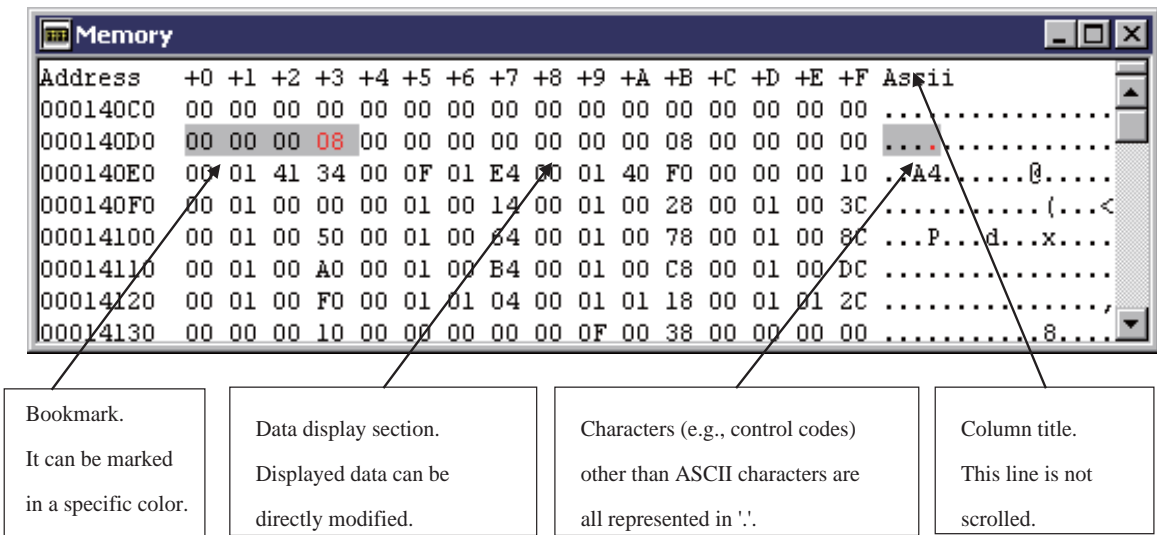 Memory
Address +0 +1 +2 +3 +4 +5 +6 +7 +8 +9 +A +B +C +D +E +F Ascii
000140C0 00 00 00 00 00 00 00 00 00 00 00 00 00 00 00 00 ................
000140D0 00 00 00 08 00 00 00 00 00 00 00 08 00 00 00 00 ................
000140E0 00 01 41 34 00 0F 01 E4 00 01 40 F0 00 00 00 10 ..A4......@.....
000140F0 00 01 00 00 00 01 00 14 00 01 00 28 00 01 00 3C ...........(...<
00014100 00 01 00 50 00 01 00 64 00 01 00 78 00 01 00 8C ...P...d...x....
00014110 00 01 00 A0 00 01 00 B4 00 01 00 C8 00 01 00 DC ................
00014120 00 01 00 F0 00 01 01 04 00 01 01 18 00 01 01 2C ...............,
00014130 00 00 00 10 00 00 00 00 00 0F 00 38 00 00 00 00 ...........8....
Bookmark.
It can be marked
in a specific color.
Data display section.
Displayed data can be
directly modified.
Characters (e.g., control codes)
other than ASCII characters are
all represented in '.'.
Column title.
This line is not
scrolled.